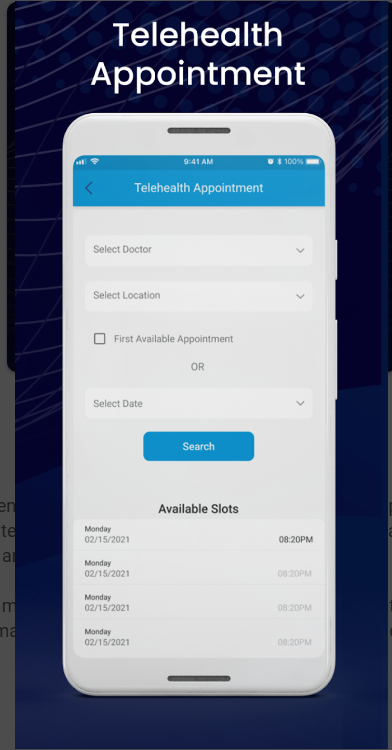 Telehealth
Appointment
9:41 AM
100%
Telehealth Appointment
Select Doctor
Select Location
First Available Appointment
OR
Select Date
Search
Available Slots
Monday
02/15/2021
08:20PM
Monday
02/15/2021
08:20PM
Monday
02/15/2021
08:20PM
Monday
02/15/2021
08:20PM